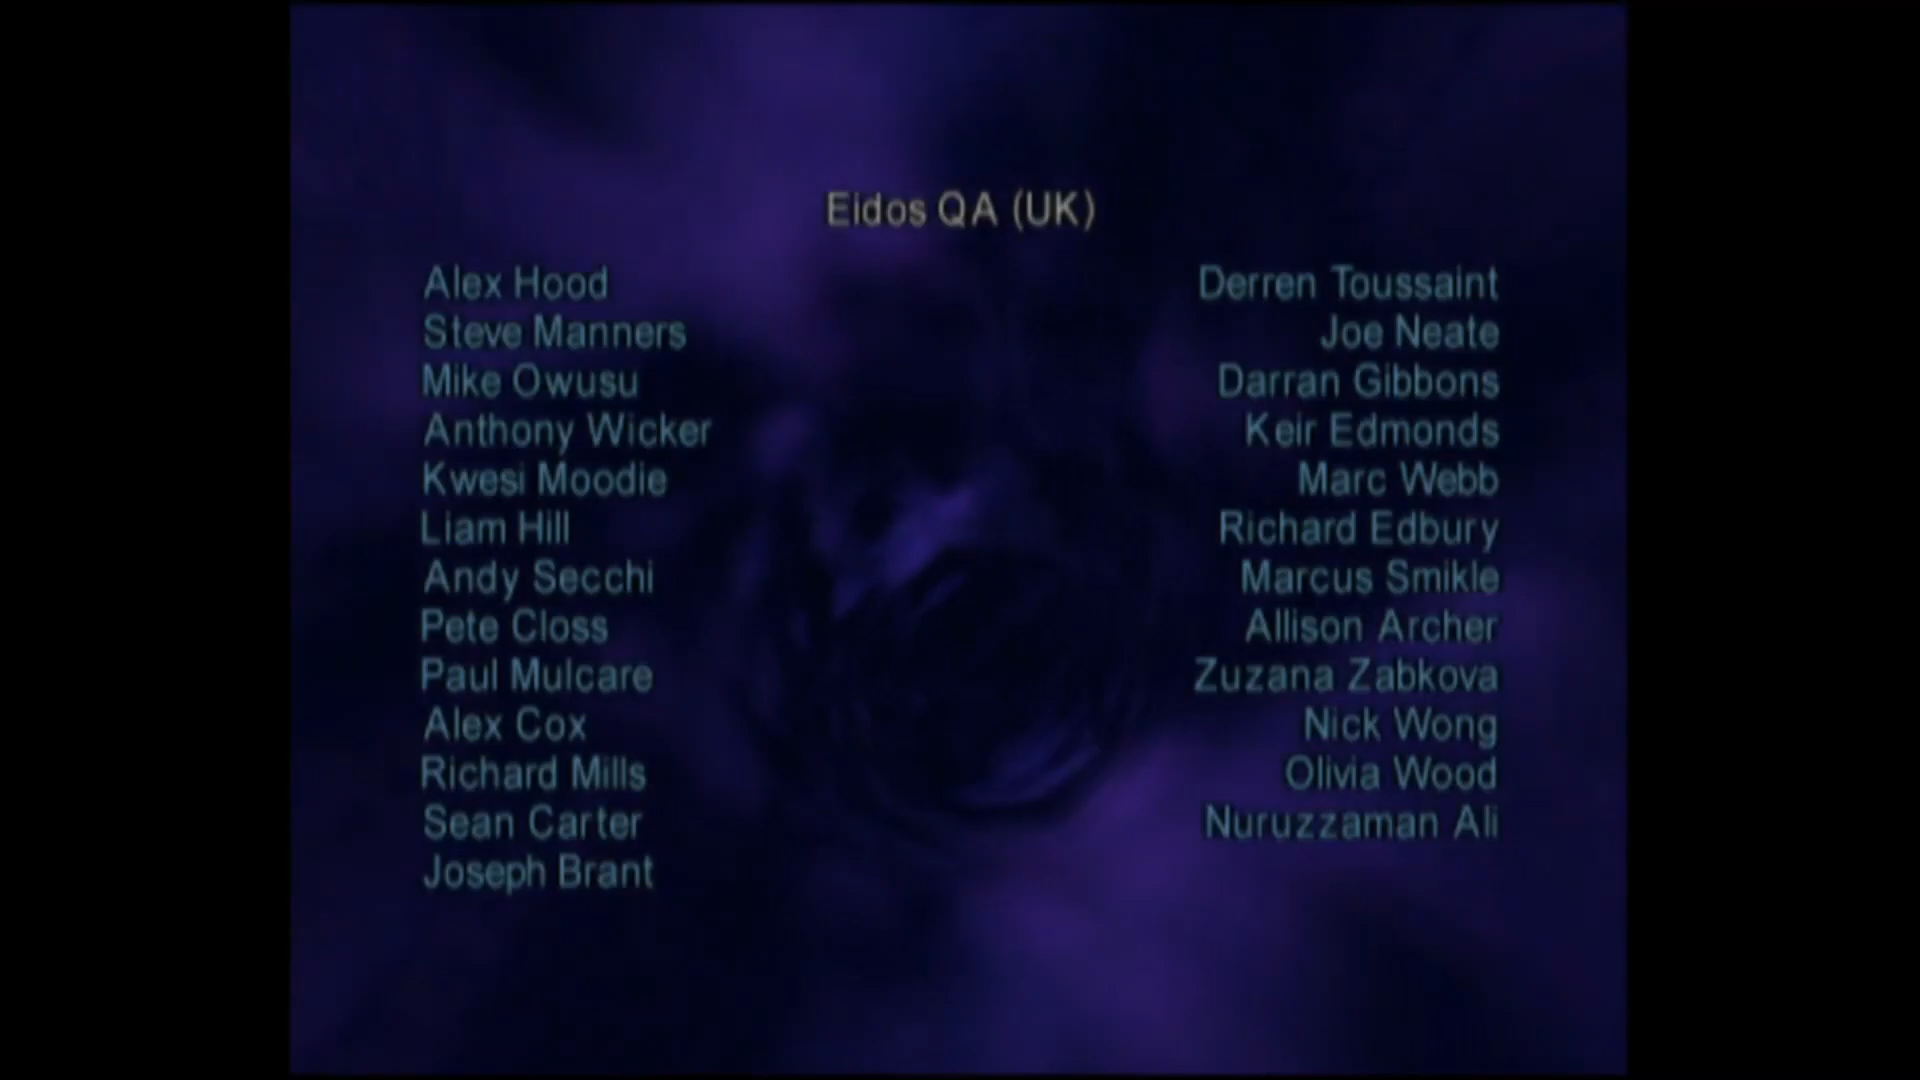 Eidos QA (UK)
Alex Hood
Steve Manners
Mike Owusu
Anthony Wicker
Kwesi Moodie
Liam Hill
Andy Secchi
Pete Closs
Paul Mulcare
Alex Cox
Richard Mills
Sean Carter
Joseph Brant
Derren Toussaint
Joe Neate
Darran Gibbons
Keir Edmonds
Marc Webb
Richard Edbury
Marcus Smikle
Allison Archer
Zuzana Zabkova
Nick Wong
Olivia Wood
Nuruzzaman Ali